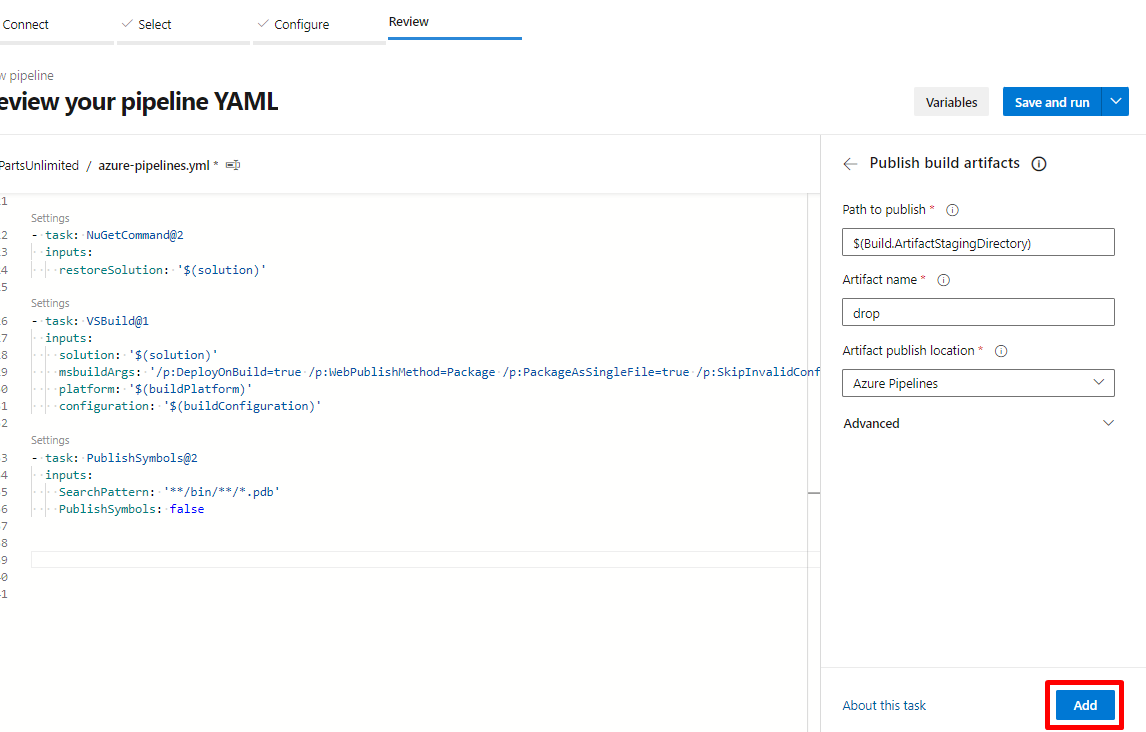 Connect
Select
Configure
Review
w pipeline
eview your pipeline YAML
Variables
Save and run
PartsUnlimited / azure-pipelines.yml *
1
Settings
2 - task: NuGetCommand@2
3 inputs:
4 restoreSolution: '$(solution)'
5
Settings
6 - task: VSBuild@1
7 inputs:
8 solution: '$(solution)'
9 msbuildArgs: '/p:DeployOnBuild=true /p:WebPublishMethod=Package /p:PackageAsSingleFile=true /p:SkipInvalidConf
0 platform: '$(buildPlatform)'
1 configuration: '$(buildConfiguration)'
2
Settings
3 - task: PublishSymbols@2
4 inputs:
5 SearchPattern: '**/bin/**/*.pdb'
6 PublishSymbols: false
7
8
9
0
1
Publish build artifacts
Path to publish *
$(Build.ArtifactStagingDirectory)
Artifact name *
drop
Artifact publish location *
Azure Pipelines
Advanced
About this task
Add